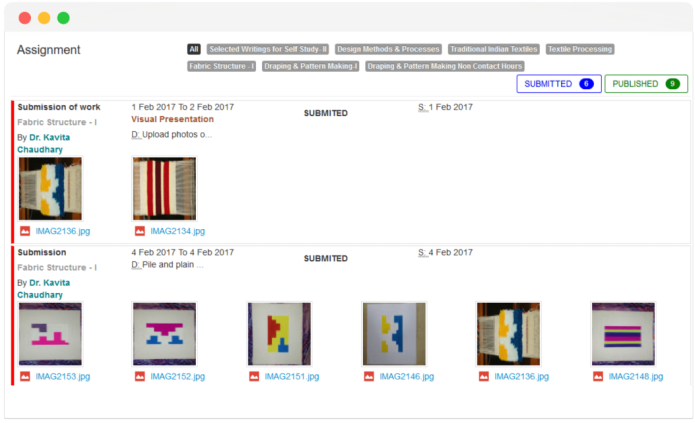 Assignment
All Selected Writings for Self Study. II Design Methods & Processes Traditional Indian Textiles Textile Processing
Fabric Structure - I Draping & Pattern Making-I Draping & Pattern Making Non Contact Hours
SUBMITTED 6 PUBLISHED 9
Submission of work 1 Feb 2017 To 2 Feb 2017 SUBMITED S: 1 Feb 2017
Fabric Structure - I Visual Presentation
By Dr. Kavita D: Upload photos o...
Chaudhary
IMAG2136.jpg IMAG2134.jpg
Submission 4 Feb 2017 To 4 Feb 2017 SUBMITED S: 4 Feb 2017
Fabric Structure - I D: Pile and plain ...
By Dr. Kavita
Chaudhary
IMAG2153.jpg IMAG2152.jpg IMAG2151.jpg IMAG2146.jpg IMAG2136.jpg IMAG2148.jpg